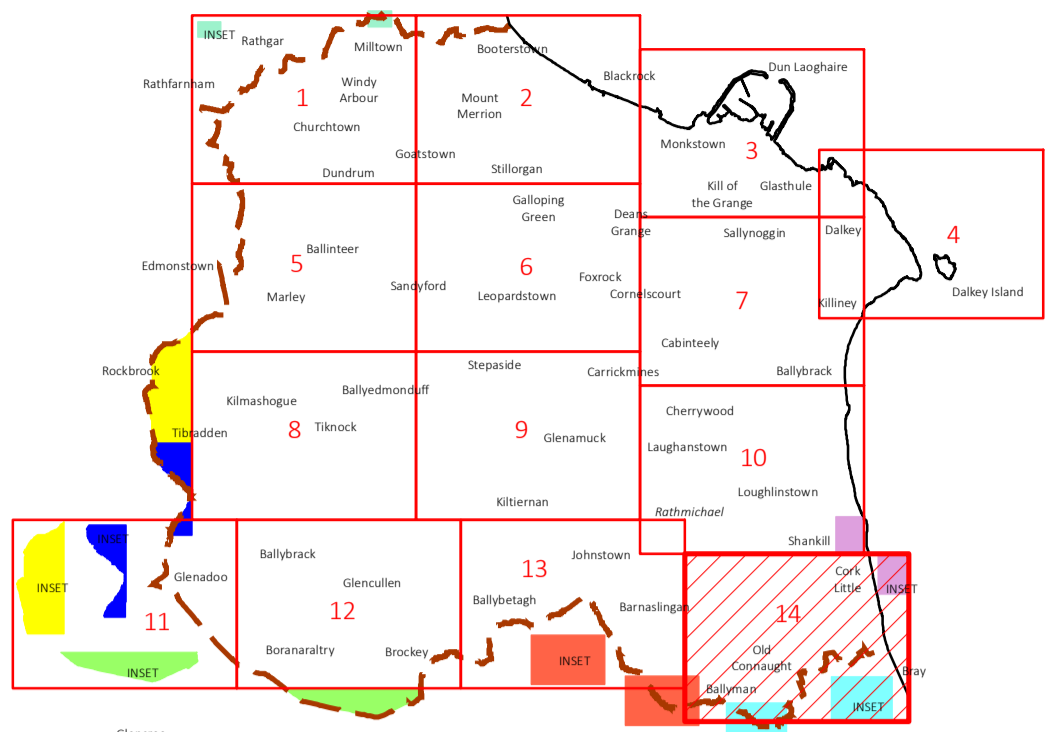 INSET
Rathgar
Milltown
Booterstown
Blackrock
Dun Laoghaire
Rathfarnham
Windy
Arbour
1
Mount
Merrion
2
Churchtown
Goatstown
Monkstown
3
Dundrum
Stillorgan
Kill of
the Grange
Glasthule
Galloping
Green
Deans
Grange
Sallynoggin
Dalkey
4
Ballinteer
5
Edmonstown
6
Foxrock
Sandyford
Marley
Leopardstown
Cornelscourt
7
Killiney
Dalkey Island
Cabinteely
Rockbrook
Stepaside
Carrickmines
Ballybrack
Ballyedmonduff
Kilmashogue
Cherrywood
Tibradden
8
Tiknock
9
Glenamuck
Laughanstown
10
Loughlinstown
Kiltiernan
Rathmichael
INSET
Shankill
Ballybrack
Johnstown
13
Cork
Little
INSET
INSET
Glenadoo
Glencullen
12
Ballybetagh
Barnaslingan
14
11
Boranaraltry
Brockey
INSET
Old
Connaught
INSET
Bray
Ballyman
INSET